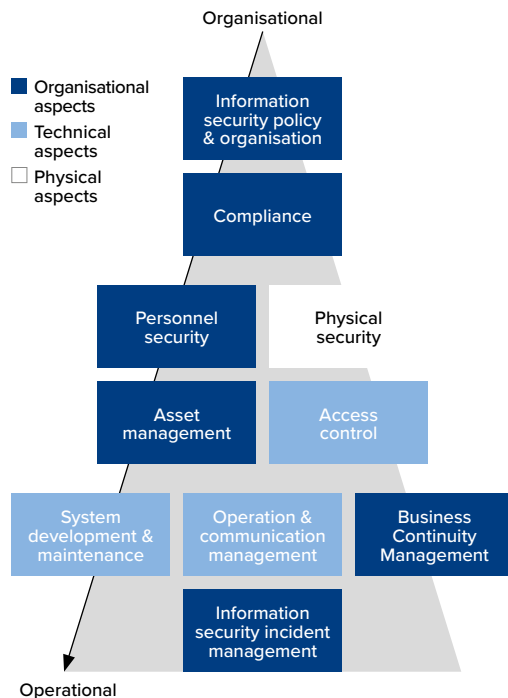 Organisational
Organisational
aspects
Technical
aspects
Physical
aspects
Information
security policy
& organisation
Compliance
Personnel
security
Physical
security
Asset
management
Access
control
System
development &
maintenance
Operation &
communication
management
Business
Continuity
Management
Information
security incident
management
Operational